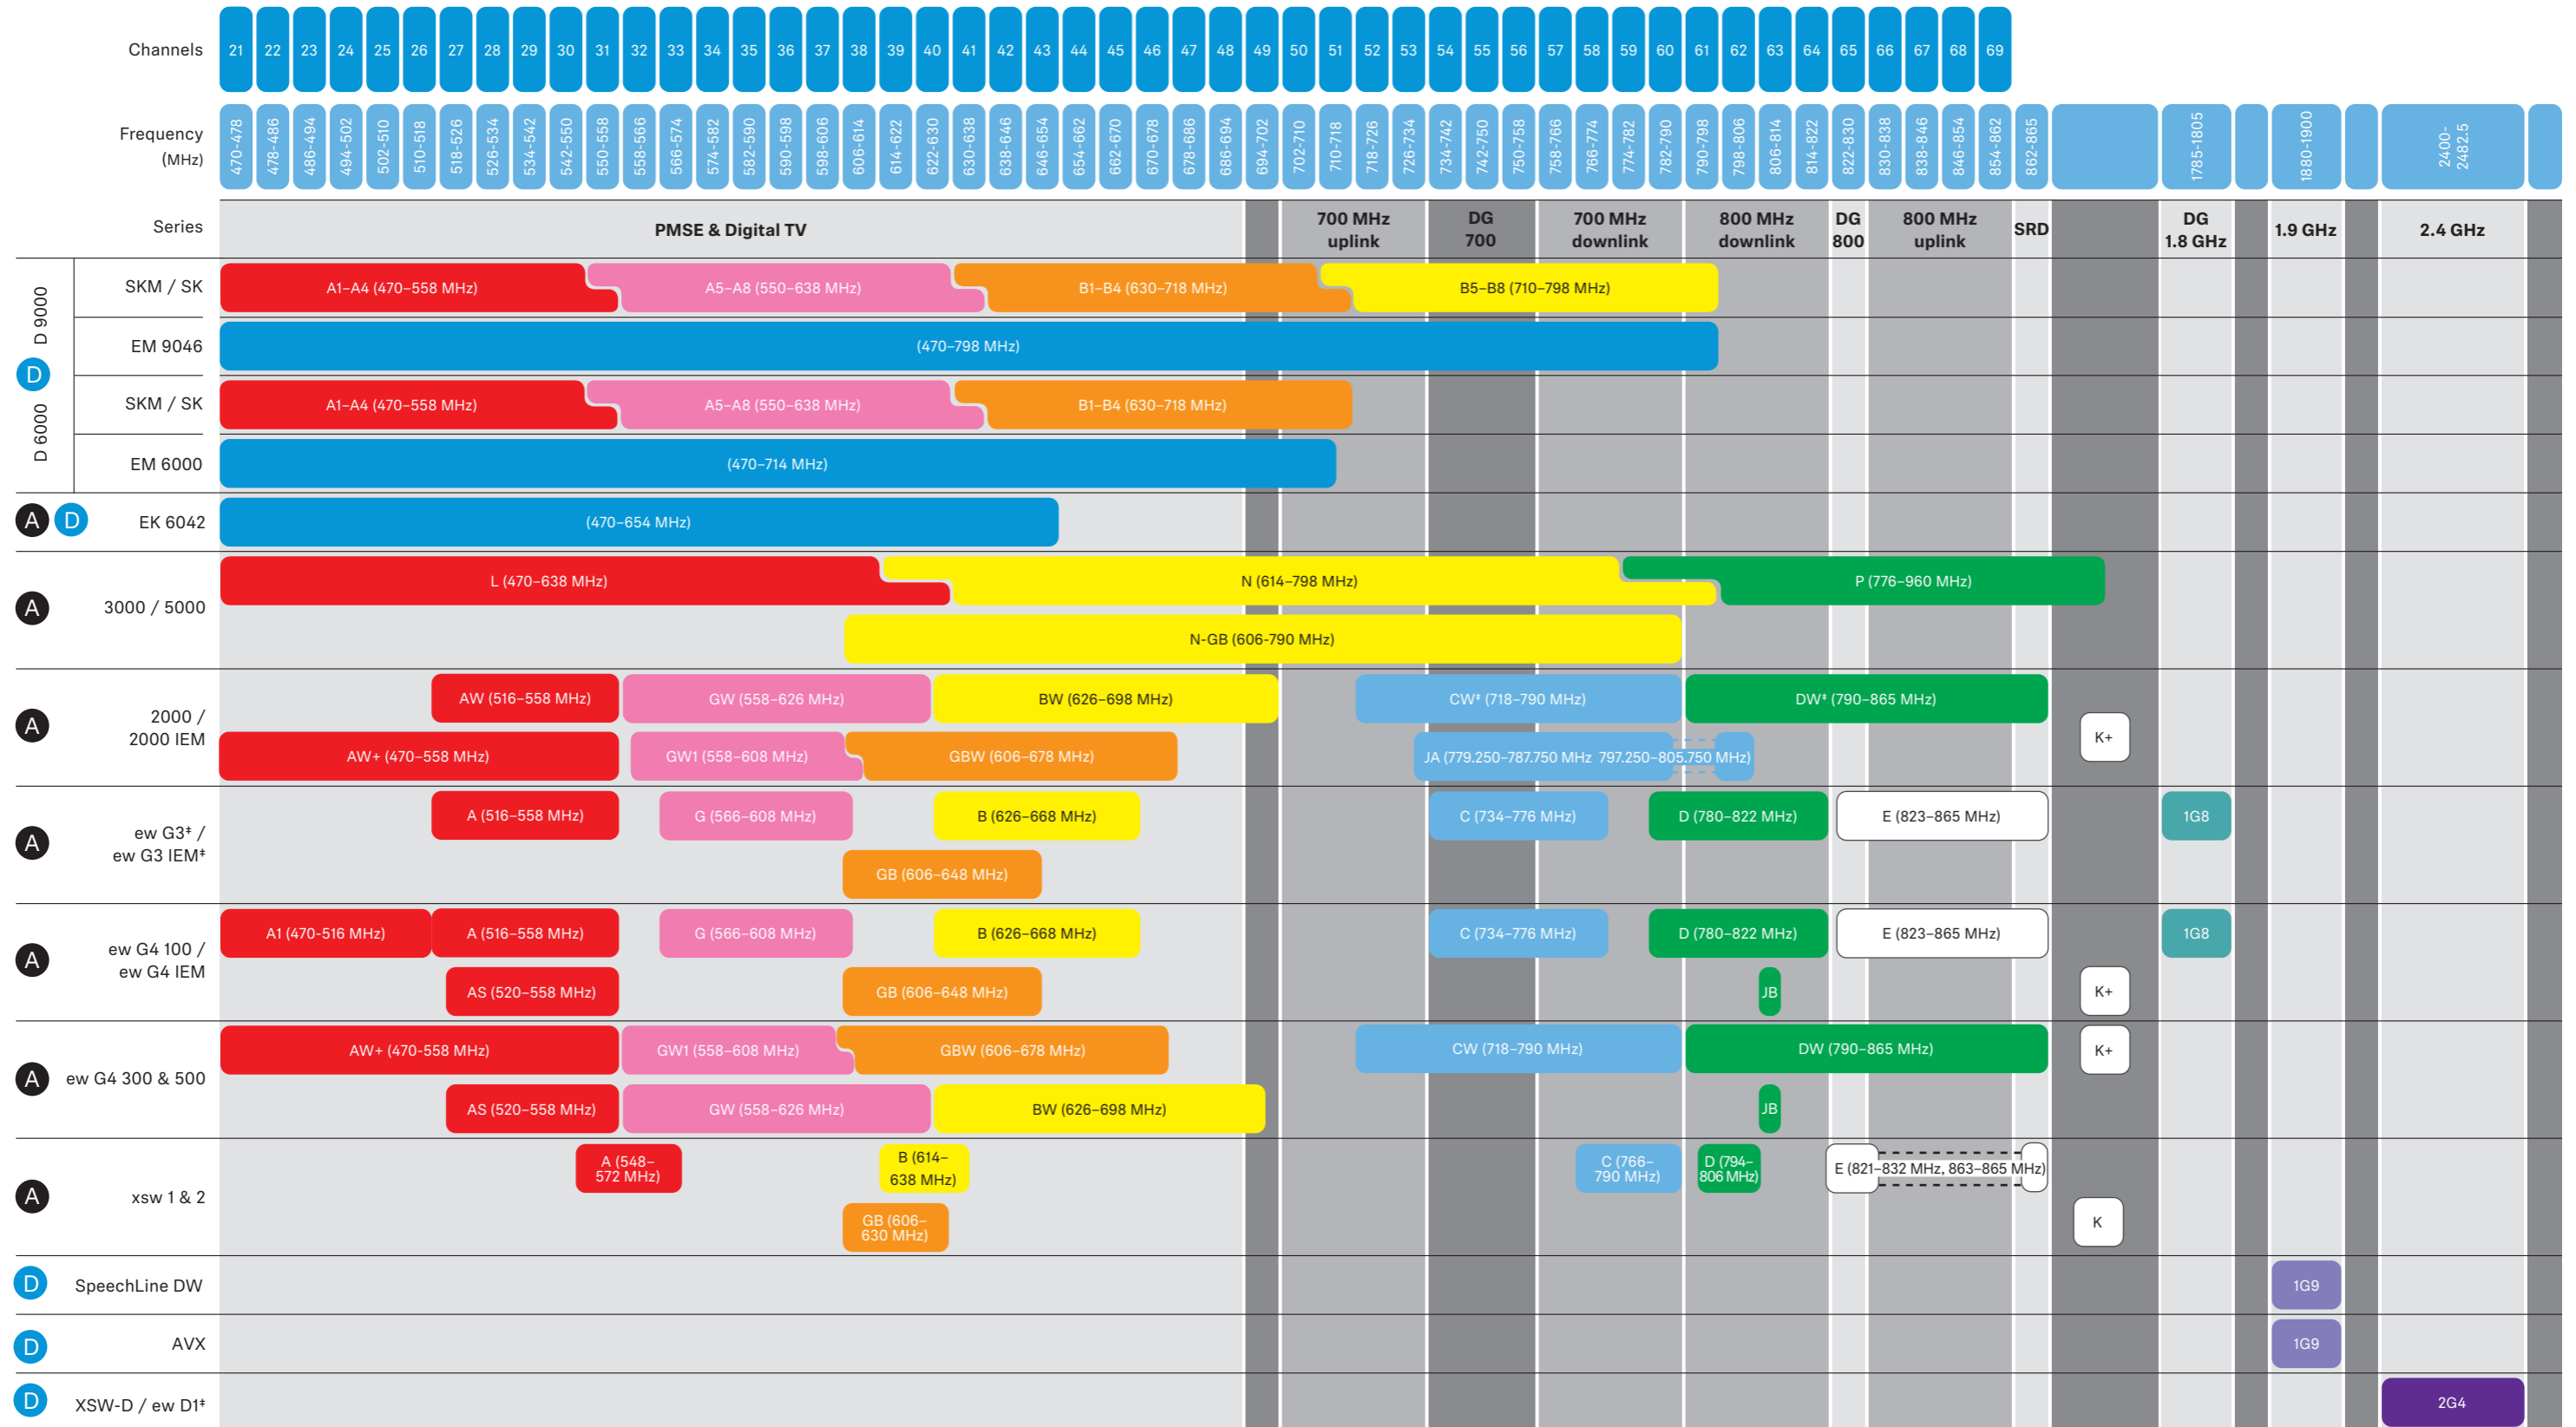 Channels 21 22 23 24 25 26 27 28 29 30 31 32 33 34 35 36 37 38 39 40 41 42 43 44 45 46 47 48 49 50 51 52 53 54 55 56 57 58 59 60 61 62 63 64 65 66 67 68 69
Frequency
(MHz)
470-478 478-486 486-494 494-502 502-510 510-518 518-526 526-534 534-542 542-550 550-558 558-566 566-574 574-582 582-590 590-598 598-606 606-614 614-622 622-630 630-638 638-646 646-654 654-662 662-670 670-678 678-686 686-694 694-702 702-710 710-718 718-726 726-734 734-742 742-750 750-758 758-766 766-774 774-782 782-790 790-798 798-806 806-814 814-822 822-830 830-838 838-846 846-854 854-862 862-865 1785-1805 1880-1900
2400-
2482.5
Series
PMSE & Digital TV
700 MHz
uplink
DG
700
700 MHz
downlink
800 MHz
downlink
DG
800
800 MHz
uplink
SRD
DG
1.8 GHz
1.9 GHz
2.4 GHz
D
D 9000
SKM / SK
A1–A4 (470–558 MHz) A5–A8 (550–638 MHz) B1–B4 (630–718 MHz) B5–B8 (710–798 MHz)
EM 9046
(470–798 MHz)
D 6000
SKM / SK
A1–A4 (470–558 MHz) A5–A8 (550–638 MHz) B1–B4 (630–718 MHz)
EM 6000
(470–714 MHz)
A D EK 6042
(470–654 MHz)
A 3000 / 5000
L (470–638 MHz) N (614–798 MHz) P (776–960 MHz)
N-GB (606-790 MHz)
A
2000 /
2000 IEM
AW (516–558 MHz) GW (558–626 MHz) BW (626–698 MHz) CW‡ (718–790 MHz) DW‡ (790–865 MHz)
K+
AW+ (470–558 MHz) GW1 (558–608 MHz) GBW (606–678 MHz) JA (779.250–787.750 MHz 797.250–805.750 MHz)
A
ew G3‡ /
ew G3 IEM‡
A (516–558 MHz) G (566–608 MHz) B (626–668 MHz) C (734–776 MHz) D (780–822 MHz) E (823–865 MHz) 1G8
GB (606–648 MHz)
A
ew G4 100 /
ew G4 IEM
A1 (470-516 MHz) A (516–558 MHz) G (566–608 MHz) B (626–668 MHz) C (734–776 MHz) D (780–822 MHz) E (823–865 MHz) 1G8
AS (520–558 MHz) GB (606–648 MHz) JB K+
A ew G4 300 & 500
AW+ (470-558 MHz) GW1 (558–608 MHz) GBW (606–678 MHz) CW (718–790 MHz) DW (790–865 MHz) K+
AS (520–558 MHz) GW (558–626 MHz) BW (626–698 MHz) JB
A xsw 1 & 2
A (548–
572 MHz)
B (614–
638 MHz)
C (766–
790 MHz)
D (794–
806 MHz)
E (821–832 MHz, 863–865 MHz)
GB (606–
630 MHz)
K
D SpeechLine DW 1G9
D AVX 1G9
D XSW-D / ew D1‡ 2G4